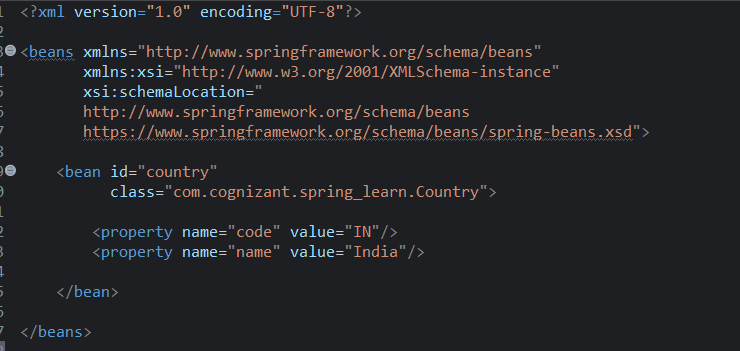 <?xml version="1.0" encoding="UTF-8"?>
<beans xmlns="http://www.springframework.org/schema/beans"
xmlns:xsi="http://www.w3.org/2001/XMLSchema-instance"
xsi:schemaLocation="
http://www.springframework.org/schema/beans
https://www.springframework.org/schema/beans/spring-beans.xsd">
<bean id="country"
class="com.cognizant.spring_learn.Country">
<property name="code" value="IN"/>
<property name="name" value="India"/>
</bean>
</beans>